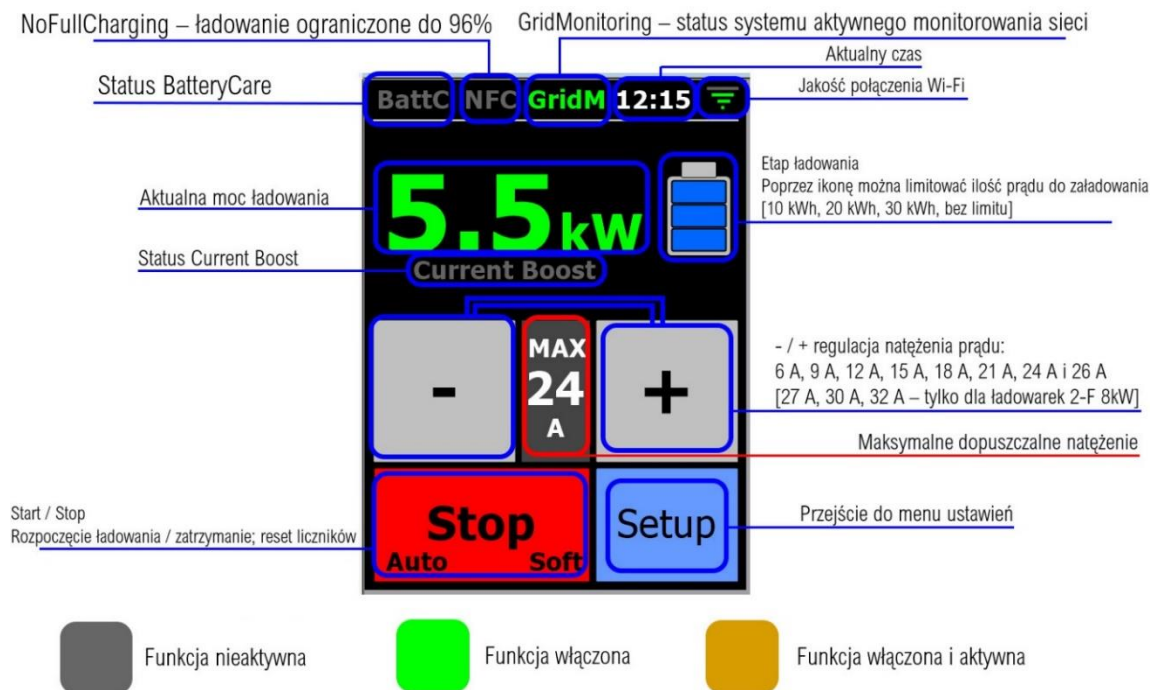 NoFullCharging – ładowanie ograniczone do 96%
GridMonitoring – status systemu aktywnego monitorowania sieci
Aktualny czas
Status BatteryCare
Jakość połączenia Wi-Fi
BattC NFC GridM 12:15
Etap ładowania
Poprzez ikonę można limitować ilość prądu do załadowania
[10 kWh, 20 kWh, 30 kWh, bez limitu]
Aktualna moc ładowania
5.5 kW
Status Current Boost
Current Boost
- / + regulacja natężenia prądu:
6 A, 9 A, 12 A, 15 A, 18 A, 21 A, 24 A i 26 A
[27 A, 30 A, 32 A – tylko dla ładowarek 2-F 8kW]
-
MAX
24
A
+
Maksymalne dopuszczalne natężenie
Start / Stop
Rozpoczęcie ładowania / zatrzymanie; reset liczników
Stop
Auto Soft
Setup
Przejście do menu ustawień
Funkcja nieaktywna
Funkcja włączona
Funkcja włączona i aktywna